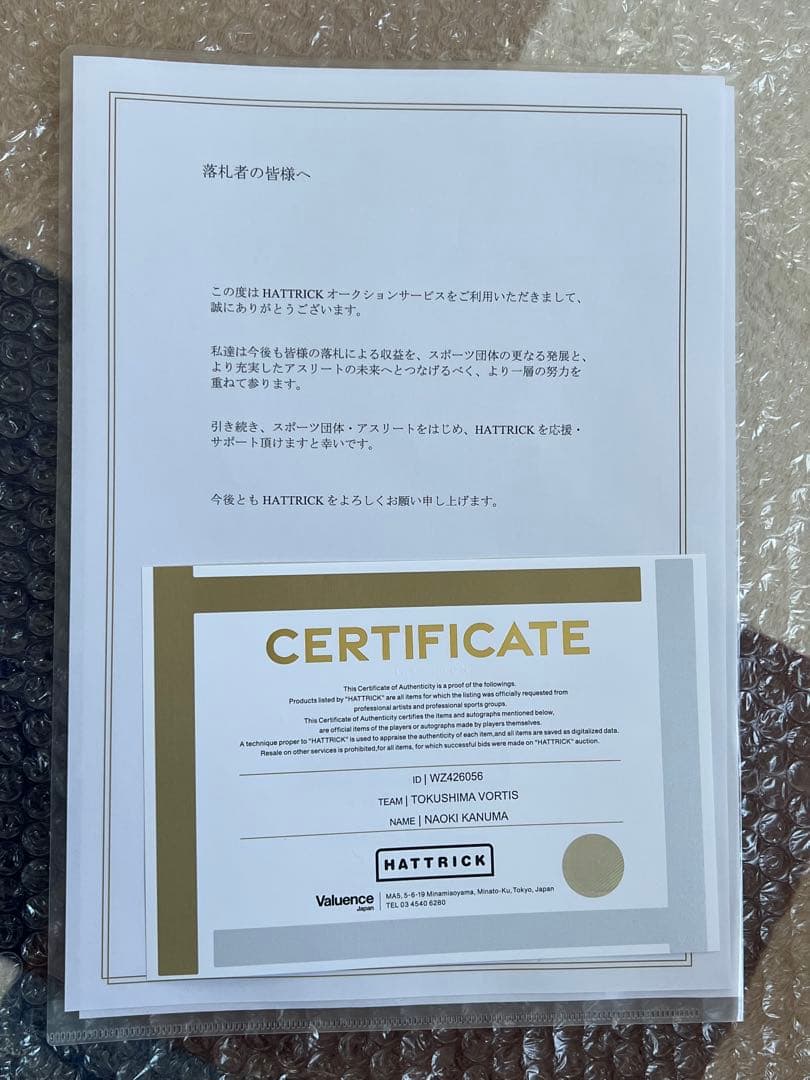 落札者の皆様へ
この度は HATTRICK オークションサービスをご利用いただきまして、
誠にありがとうございます。
私達は今後も皆様の落札による収益を、スポーツ団体の更なる発展と、
より充実したアスリートの未来へとつなげるべく、より一層の努力を
重ねて参ります。
引き続き、スポーツ団体・アスリートをはじめ、HATTRICK を応援・
サポート頂けますと幸いです。
今後とも HATTRICK をよろしくお願い申し上げます。
CERTIFICATE
This Certificate of Authenticity is a proof of the followings.
Products listed by "HATTRICK" are all items for which the listing was officially requested from
professional artists and professional sports groups.
This Certificate of Authenticity certifies the items and autographs mentioned below,
are official items of the players or autographs made by players themselves.
A technique proper to "HATTRICK" is used to appraise the authenticity of each item,and all items are saved as digitalized data.
Resale on other services is prohibited,for all items, for which successful bids were made on "HATTRICK" auction.
ID | WZ426056
TEAM | TOKUSHIMA VORTIS
NAME | NAOKI KANUMA
HATTRICK
Valuence Japan
MA5, 5-6-19 Minamiaoyama, Minato-Ku,Tokyo, Japan
TEL 03 4540 6280